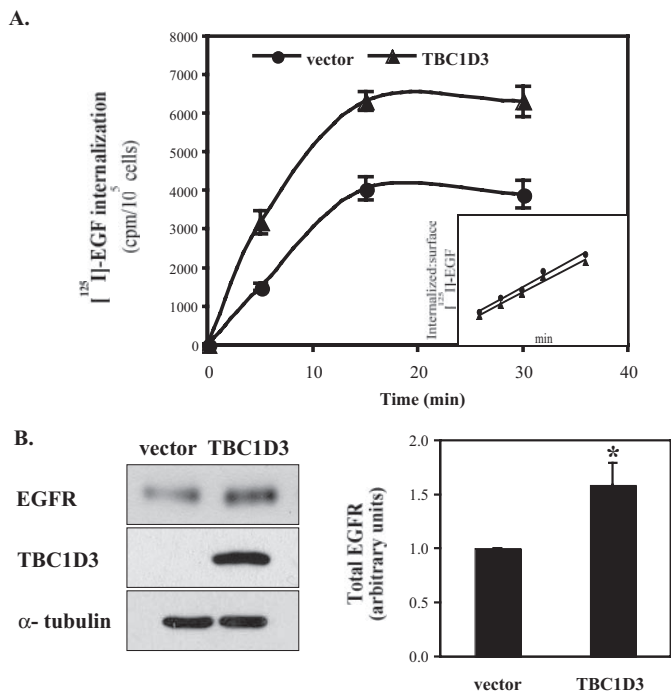 A.
8000
7000
6000
5000
4000
3000
2000
1000
0
[125I]-EGF internalization
(cpm/10^5 cells)
vector TBC1D3
Internalized:surface
[125I]-EGF
min
0 10 20 30 40
Time (min)
B.
vector TBC1D3
EGFR
TBC1D3
α- tubulin
2.0
1.5
1.0
0.5
0.0
Total EGFR
(arbitrary units)
*
vector TBC1D3